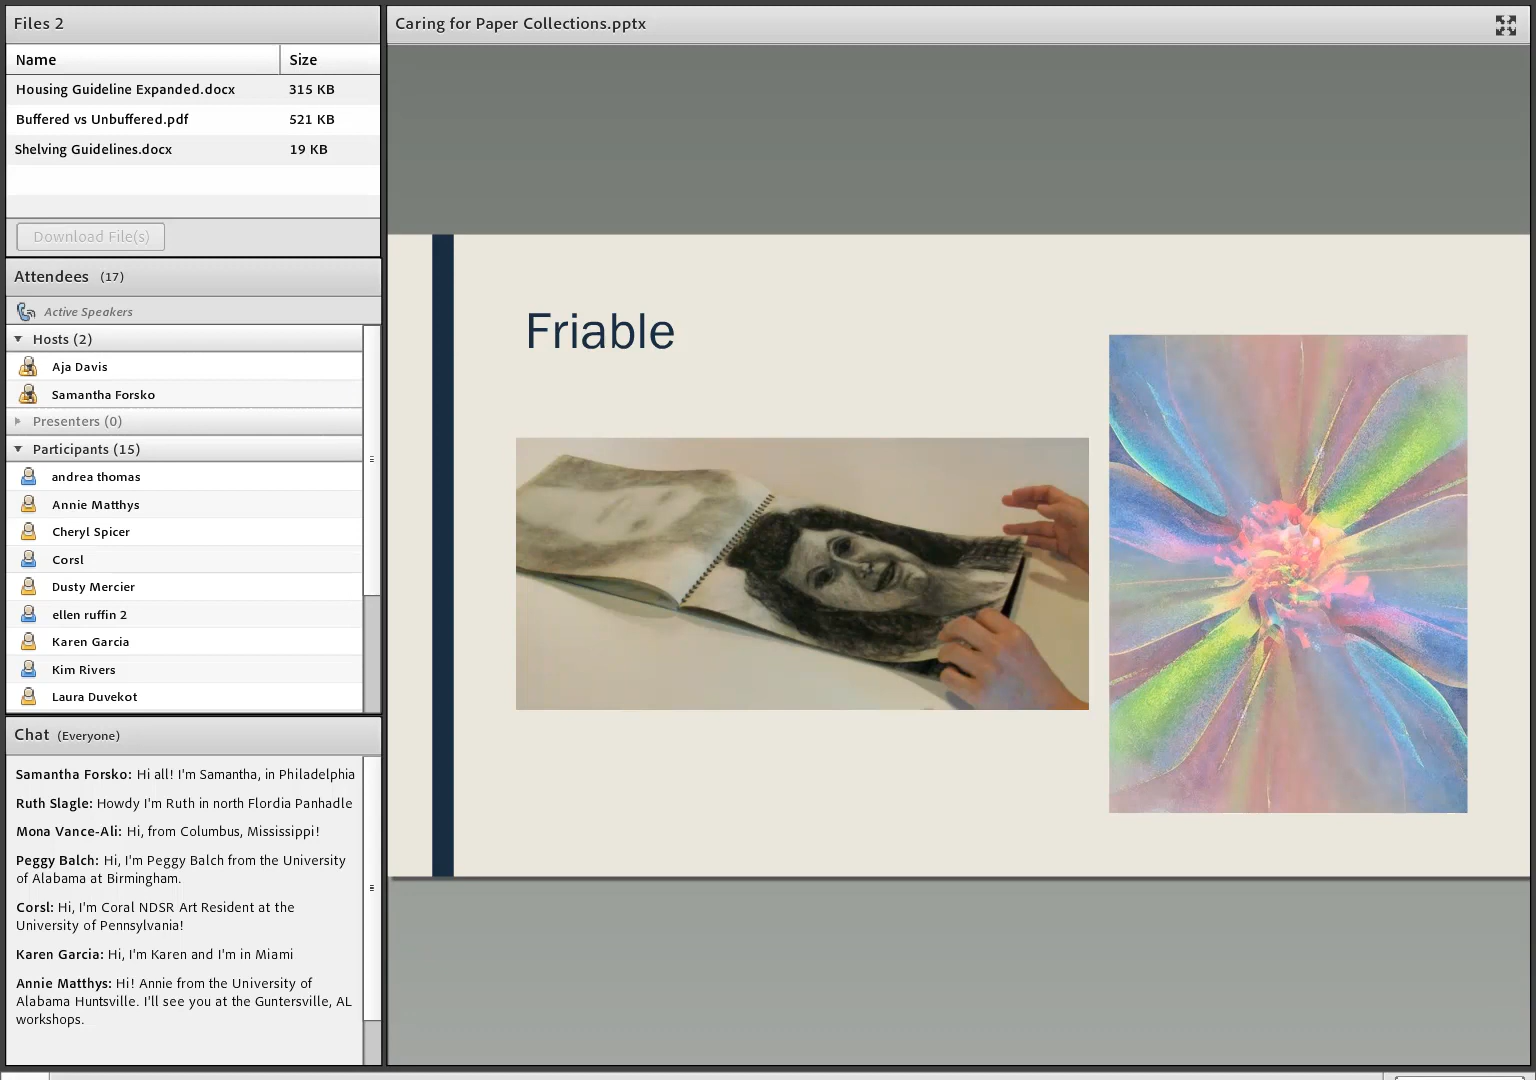 Files 2
Name Size
Housing Guideline Expanded.docx 315 KB
Buffered vs Unbuffered.pdf 521 KB
Shelving Guidelines.docx 19 KB
Download File(s)
Attendees (17)
Active Speakers
Hosts (2)
Aja Davis
Samantha Forsko
Presenters (0)
Participants (15)
andrea thomas
Annie Matthys
Cheryl Spicer
Corsl
Dusty Mercier
ellen ruffin 2
Karen Garcia
Kim Rivers
Laura Duvekot
Chat (Everyone)
Samantha Forsko: Hi all! I'm Samantha, in Philadelphia
Ruth Slagle: Howdy I'm Ruth in north Flordia Panhadle
Mona Vance-Ali: Hi, from Columbus, Mississippi!
Peggy Balch: Hi, I'm Peggy Balch from the University
of Alabama at Birmingham.
Corsl: Hi, I'm Coral NDSR Art Resident at the
University of Pennsylvania!
Karen Garcia: Hi, I'm Karen and I'm in Miami
Annie Matthys: Hi! Annie from the University of
Alabama Huntsville. I'll see you at the Guntersville, AL
workshops.
Caring for Paper Collections.pptx
Friable